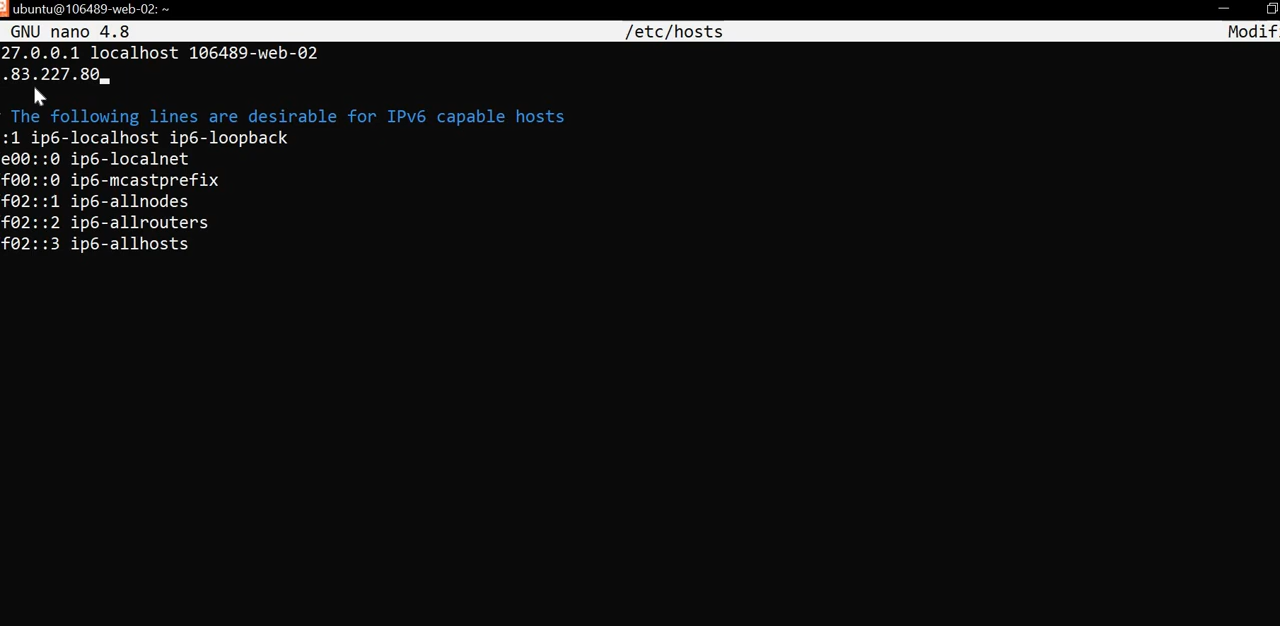 ubuntu@106489-web-02: ~
GNU nano 4.8 /etc/hosts Modif
27.0.0.1 localhost 106489-web-02
.83.227.80
The following lines are desirable for IPv6 capable hosts
:1 ip6-localhost ip6-loopback
e00::0 ip6-localnet
f00::0 ip6-mcastprefix
f02::1 ip6-allnodes
f02::2 ip6-allrouters
f02::3 ip6-allhosts